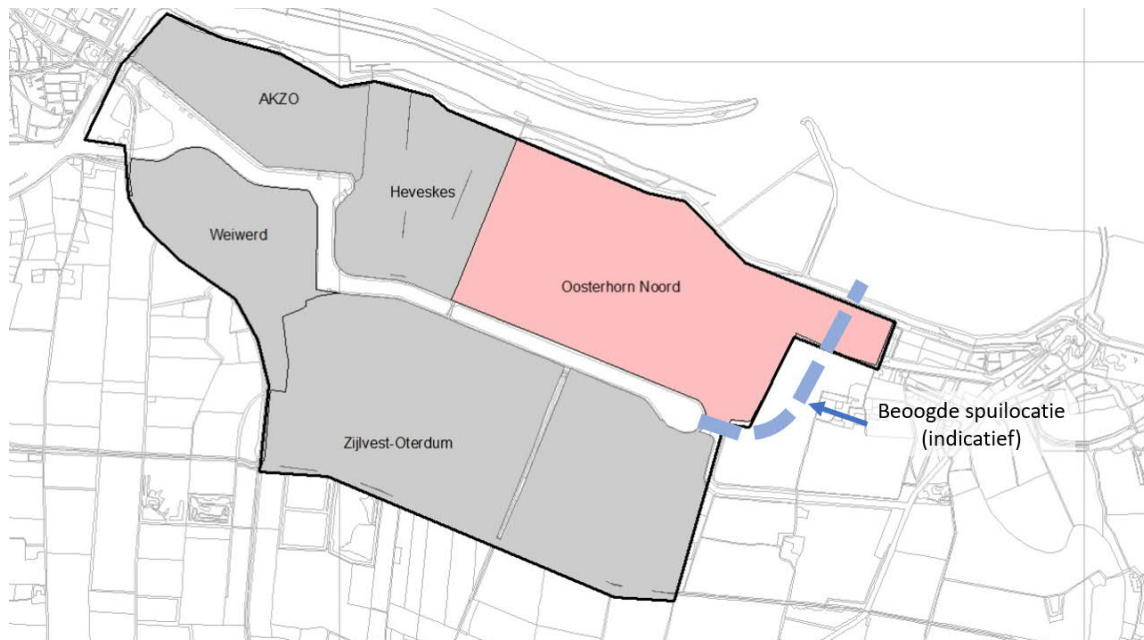 AKZO
Heveskes
Weiwerd
Oosterhorn Noord
Beoogde spuilocatie
(indicatief)
Zijlvest-Oterdum